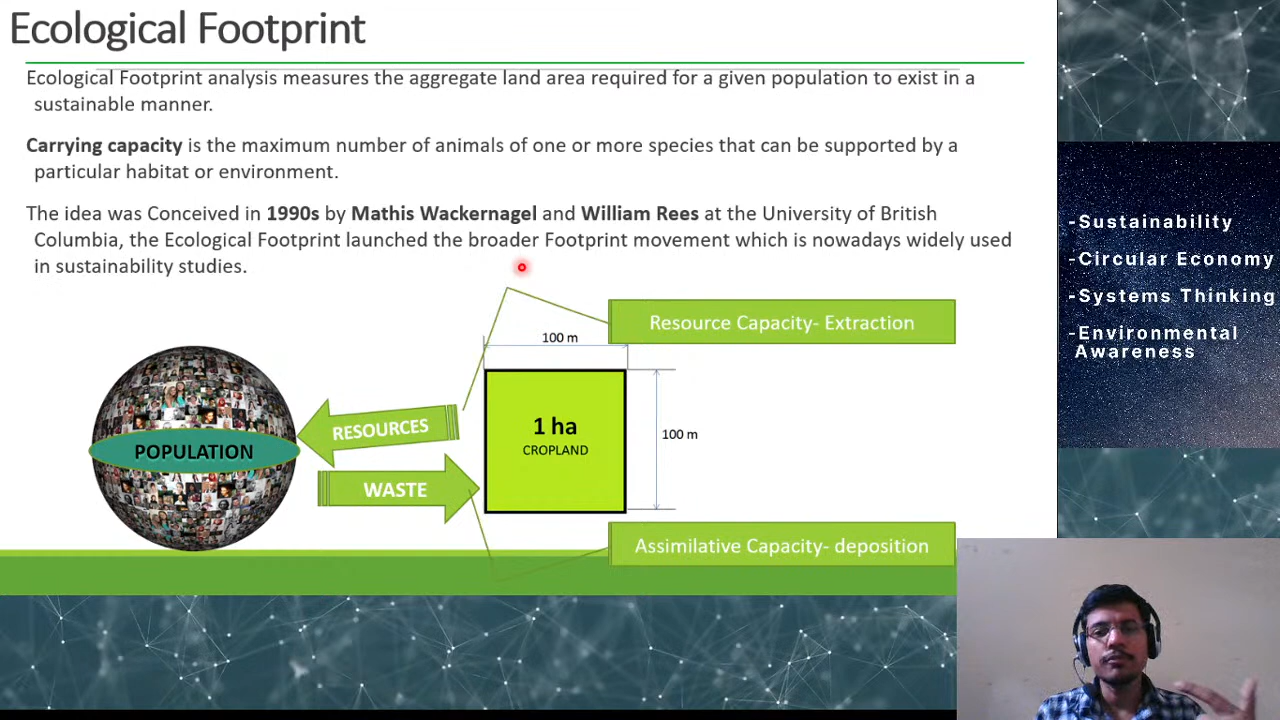 Ecological Footprint
Ecological Footprint analysis measures the aggregate land area required for a given population to exist in a
sustainable manner.
Carrying capacity is the maximum number of animals of one or more species that can be supported by a
particular habitat or environment.
The idea was Conceived in 1990s by Mathis Wackernagel and William Rees at the University of British
Columbia, the Ecological Footprint launched the broader Footprint movement which is nowadays widely used
in sustainability studies.
Resource Capacity- Extraction
100 m
RESOURCES
1 ha
CROPLAND
100 m
POPULATION
WASTE
Assimilative Capacity- deposition
-Sustainability
-Circular Economy
-Systems Thinking
-Environmental
Awareness